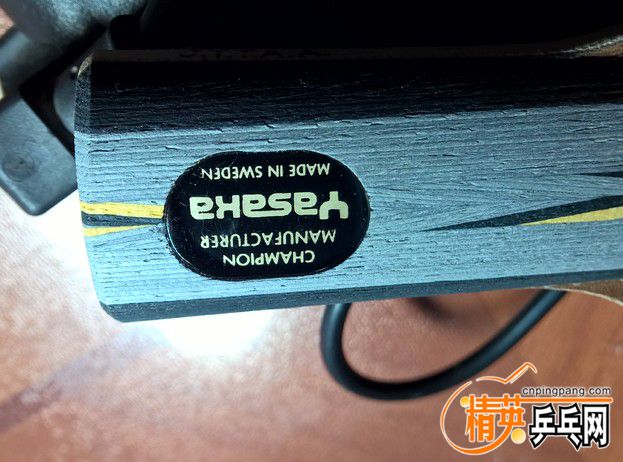 CHAMPION
MANUFACTURER
Yasaka
MADE IN SWEDEN
cnpingpang.com
精英乒乓网